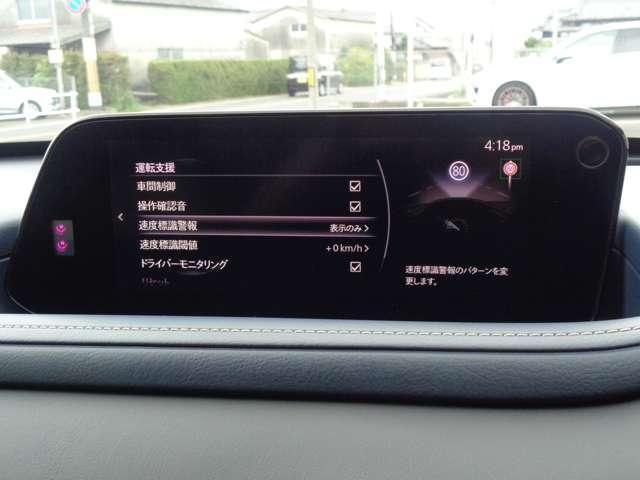 4:18 pm
運転支援
車間制御
操作確認音
速度標識警報 表示のみ
速度標識閾値 +0 km/h
ドライバーモニタリング
80
速度標識警報のパターンを変
更します。